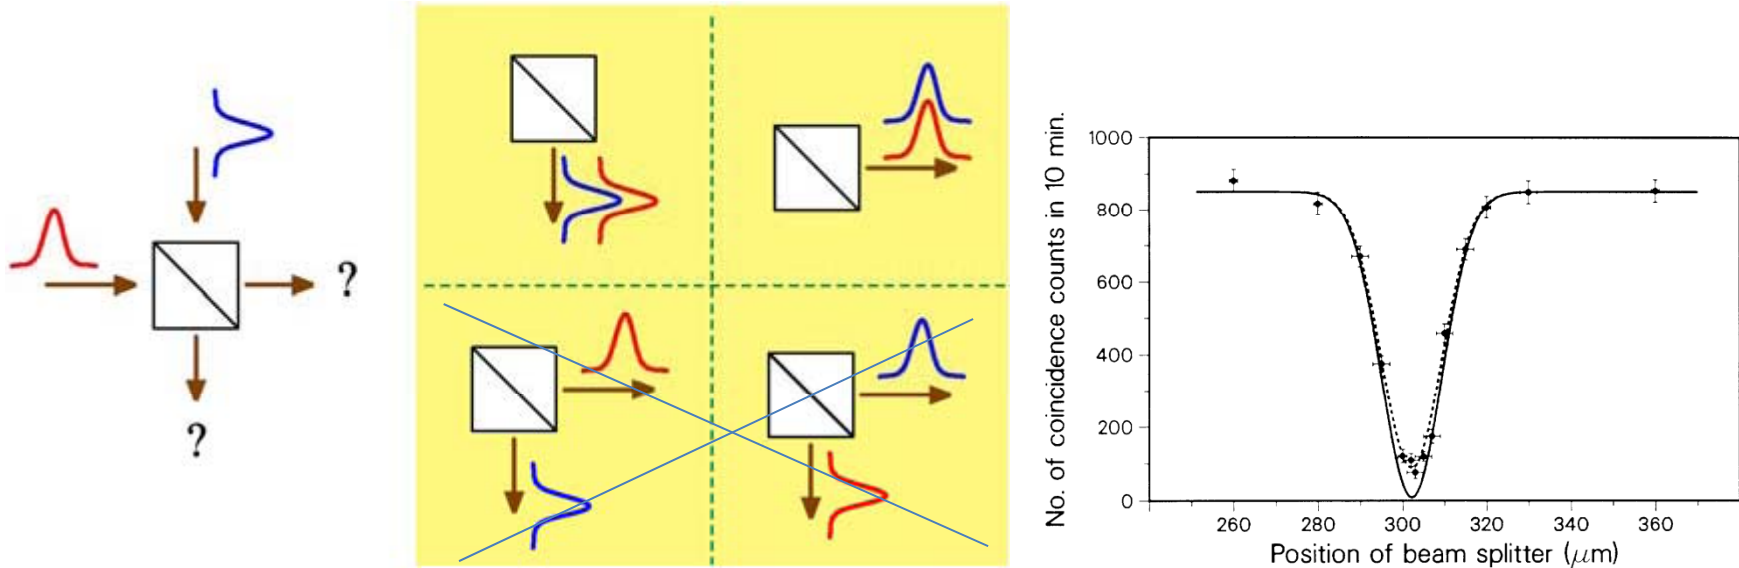 ?
?
No. of coincidence counts in 10 min.
1000
800
600
400
200
0
260 280 300 320 340 360
Position of beam splitter (μm)